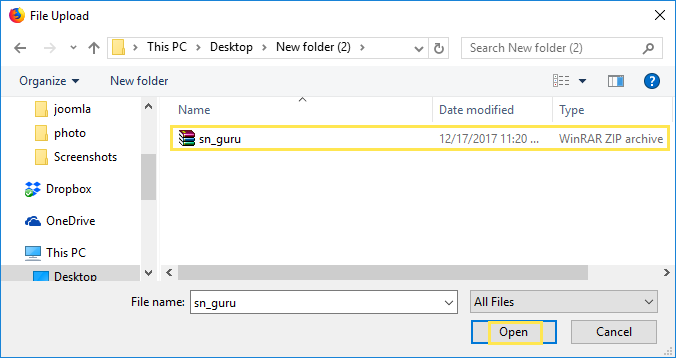 File Upload
This PC > Desktop > New folder (2) >
Search New folder (2)
Organize
New folder
Name
Date modified
Type
joomla
photo
Screenshots
Dropbox
OneDrive
This PC
Desktop
sn_guru
12/17/2017 11:20 ...
WinRAR ZIP archive
File name:
sn_guru
All Files
Open
Cancel